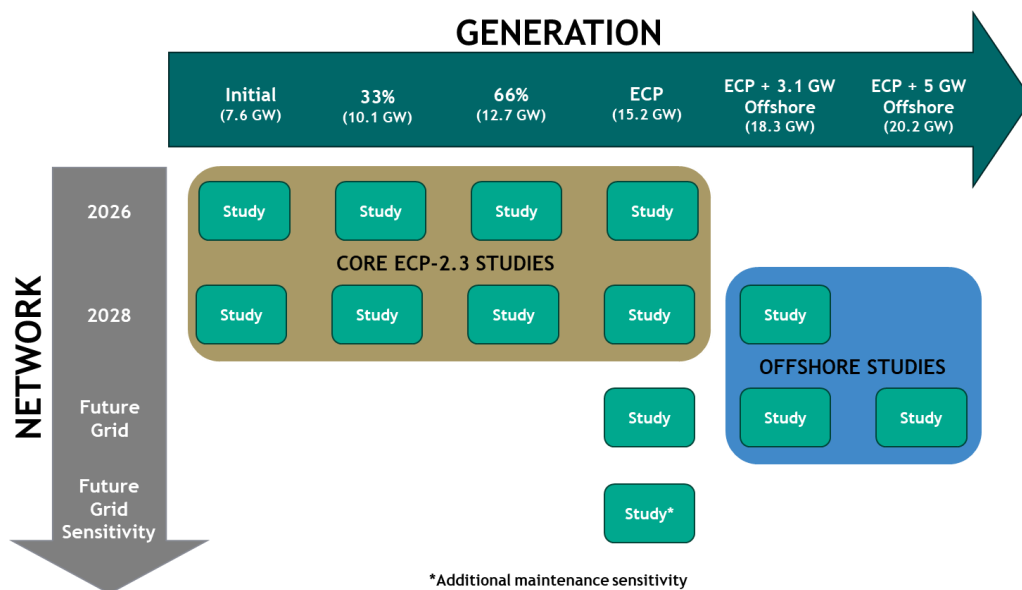 GENERATION
Initial
(7.6 GW)
33%
(10.1 GW)
66%
(12.7 GW)
ECP
(15.2 GW)
ECP + 3.1 GW
Offshore
(18.3 GW)
ECP + 5 GW
Offshore
(20.2 GW)
NETWORK
2026
Study
Study
Study
Study
CORE ECP-2.3 STUDIES
2028
Study
Study
Study
Study
Study
OFFSHORE STUDIES
Future
Grid
Study
Study
Study
Future
Grid
Sensitivity
Study*
*Additional maintenance sensitivity